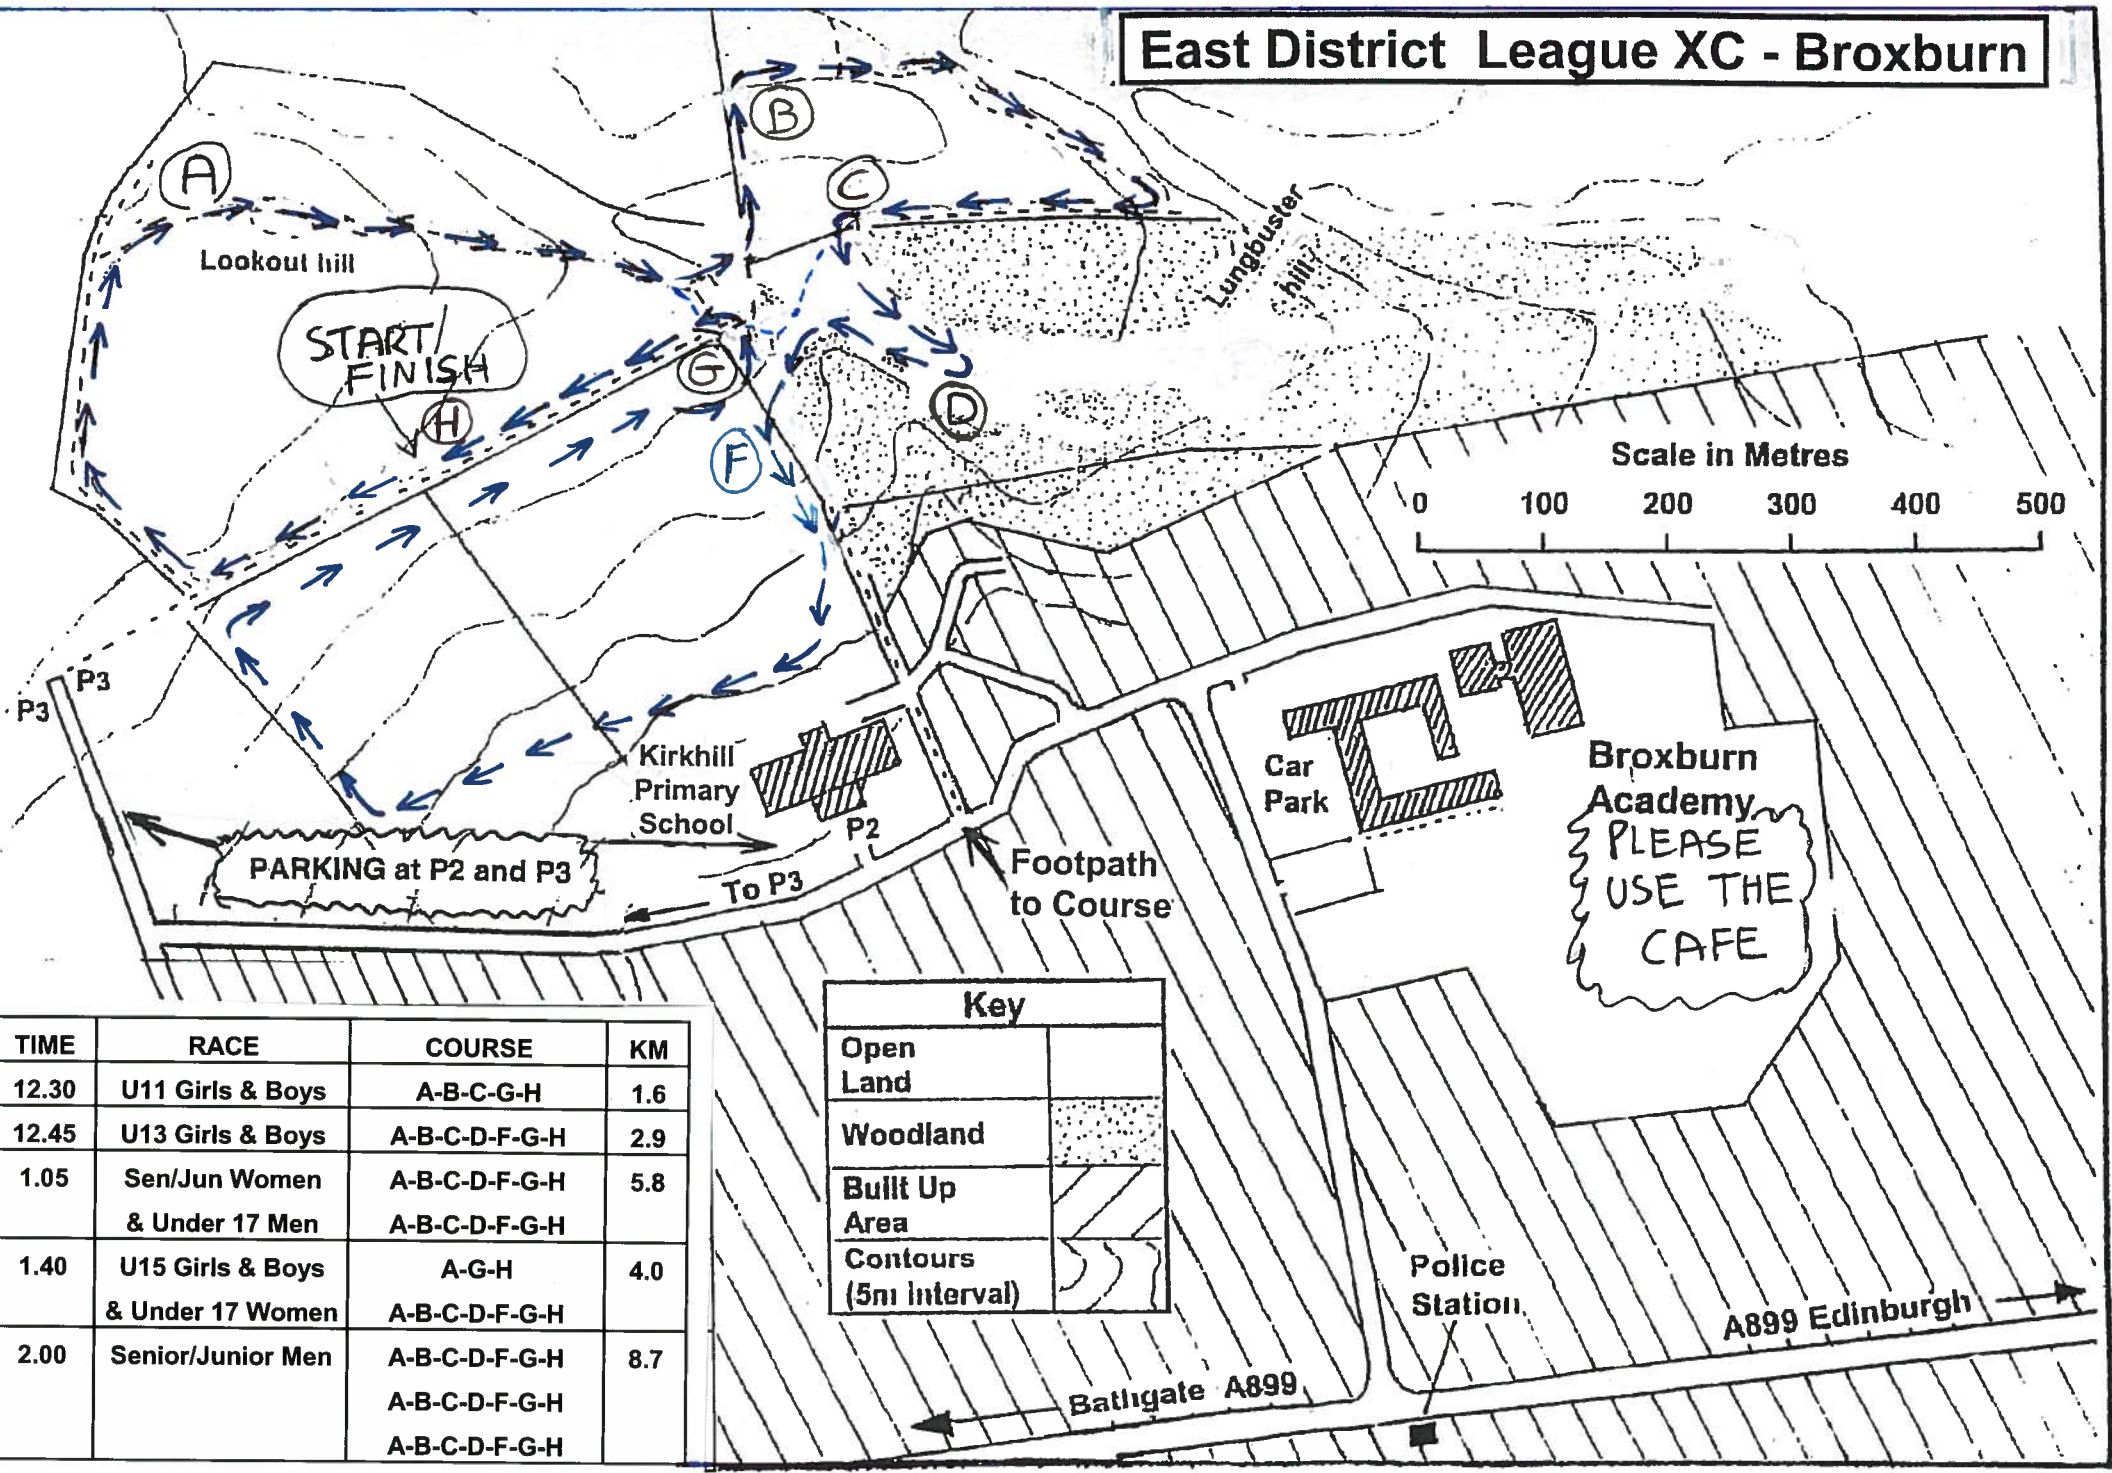 East District League XC - Broxburn
A
B
C
Lookout hill
Lungbuster
hill
START/
FINISH
H
G
D
F
Scale in Metres
0 100 200 300 400 500
P3
P3
Kirkhill
Primary
School
P2
PARKING at P2 and P3
To P3
Footpath
to Course
Car
Park
Broxburn
Academy
PLEASE
USE THE
CAFE
Key
Open
Land
Woodland
Built Up
Area
Contours
(5m interval)
Police
Station
A899 Edinburgh
Bathgate A899
TIME RACE COURSE KM
12.30 U11 Girls & Boys A-B-C-G-H 1.6
12.45 U13 Girls & Boys A-B-C-D-F-G-H 2.9
1.05 Sen/Jun Women A-B-C-D-F-G-H 5.8
& Under 17 Men A-B-C-D-F-G-H
1.40 U15 Girls & Boys A-G-H 4.0
& Under 17 Women A-B-C-D-F-G-H
2.00 Senior/Junior Men A-B-C-D-F-G-H 8.7
A-B-C-D-F-G-H
A-B-C-D-F-G-H